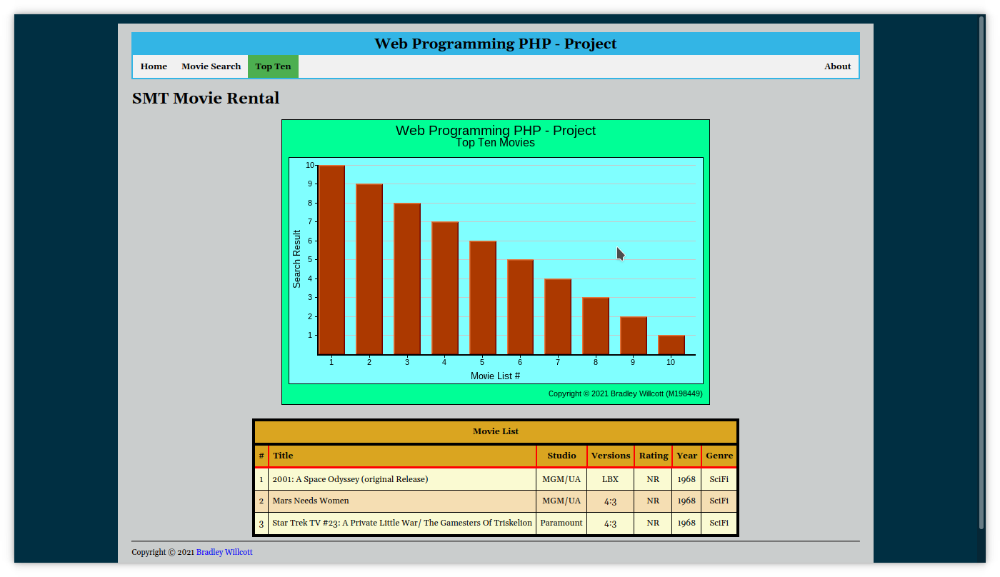 Web Programming PHP - Project
Home Movie Search Top Ten About
SMT Movie Rental
Web Programming PHP - Project
Top Ten Movies
10
9
8
7
6
5
4
3
2
1
Search Result
1 2 3 4 5 6 7 8 9 10
Movie List #
Copyright © 2021 Bradley Willcott (M198449)
Movie List
# Title Studio Versions Rating Year Genre
1 2001: A Space Odyssey (original Release) MGM/UA LBX NR 1968 SciFi
2 Mars Needs Women MGM/UA 4:3 NR 1968 SciFi
3 Star Trek TV #23: A Private Little War/ The Gamesters Of Triskelion Paramount 4:3 NR 1968 SciFi
Copyright © 2021 Bradley Willcott